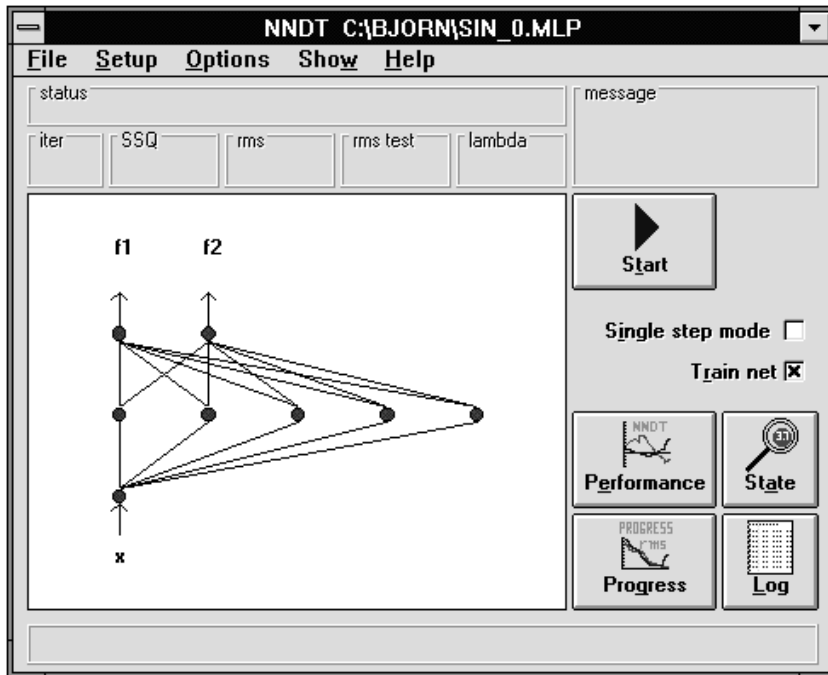 NNDT C:\BJORN\SIN_0.MLP
File Setup Options Show Help
status
message
iter SSQ rms rms test lambda
f1 f2
x
Start
Single step mode
Train net
NNDT
Performance
State
PROGRESS
rms
Progress
Log